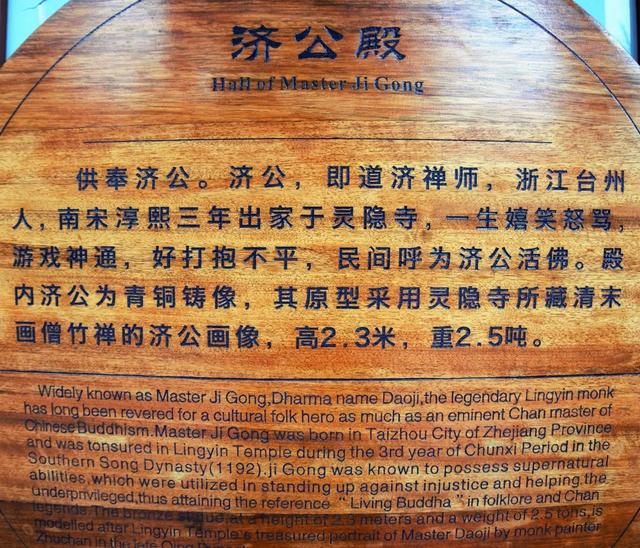 济公殿
Hall of Master Ji Gong
供奉济公。济公，即道济禅师，浙江台州
人，南宋淳熙三年出家于灵隐寺，一生嬉笑怒骂，
游戏神通，好打抱不平，民间呼为济公活佛。殿
内济公为青铜铸像，其原型采用灵隐寺所藏清末
画僧竹禅的济公画像，高2.3米，重2.5吨。
Widely known as Master Ji Gong,Dharma name Daoji,the legendary Lingyin monk
has long been revered for a cultural folk hero as much as an eminent Chan master of
Chinese Buddhism.Master Ji Gong was born in Taizhou City of Zhejiang Province
and was tonsured in Lingyin Temple during the 3rd year of Chunxi Period in the
Southern Song Dynasty(1192).ji Gong was known to possess supernatural
abilities,which were utilized in standing up against injustice and helping the
underprivileged,thus attaining the reference “Living Buddha”in folklore and Chan
legends.The bronze statue,at a height of 2.3 meters and a weight of 2.5 tons,is
modelled after Lingyin Temple's treasured portrait of Master Daoji by monk painter
Zhuchan in the late Qing